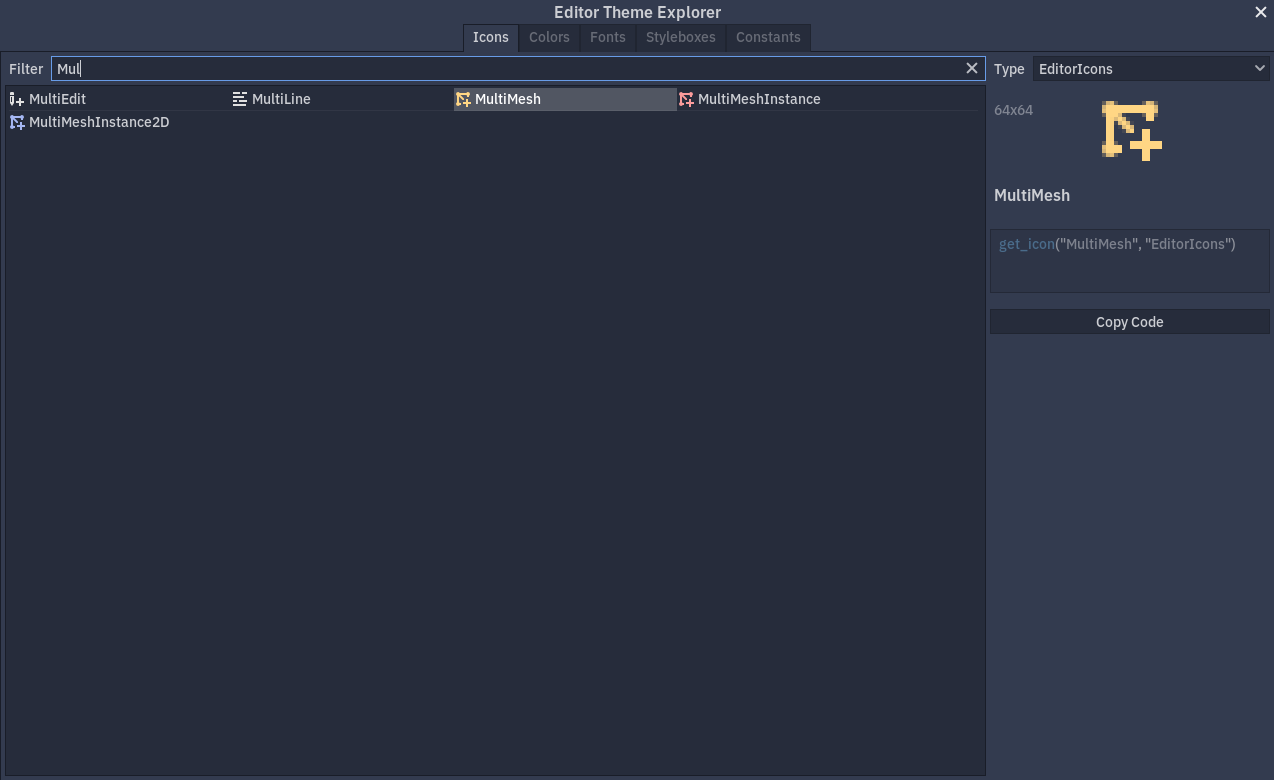 Editor Theme Explorer
Icons Colors Fonts Styleboxes Constants
Filter Mul Type EditorIcons
MultiEdit MultiLine MultiMesh MultiMeshInstance
MultiMeshInstance2D
64x64
MultiMesh
get_icon("MultiMesh", "EditorIcons")
Copy Code